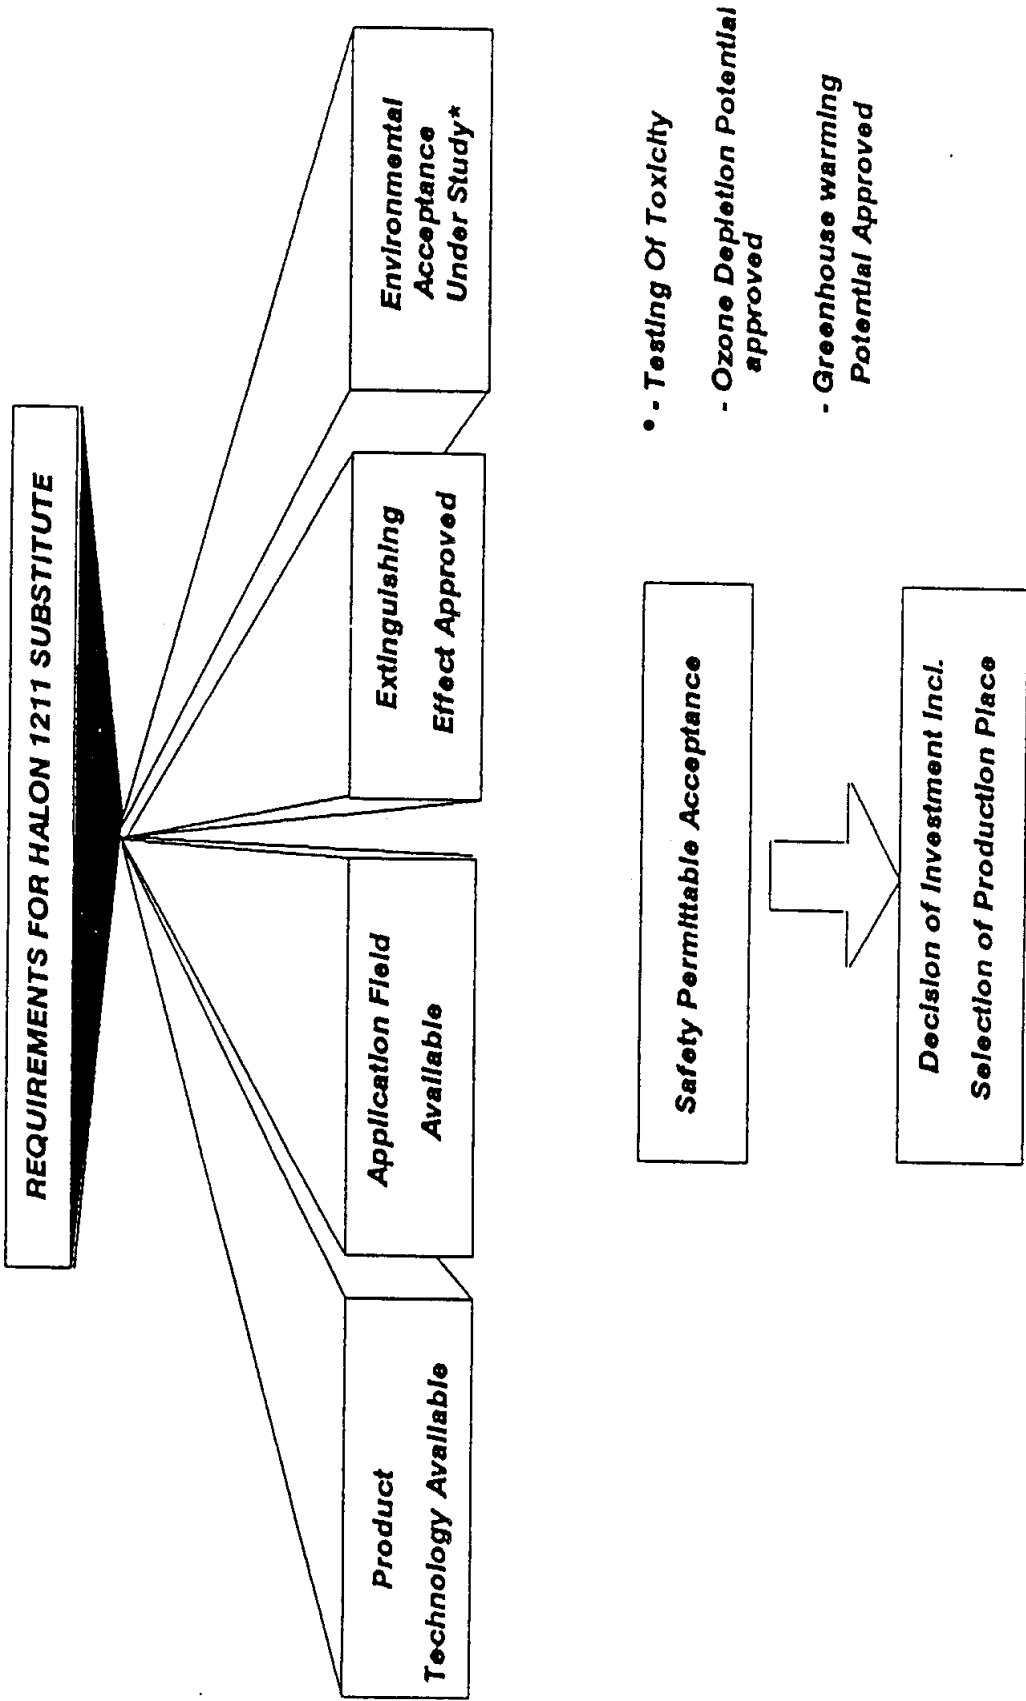 REQUIREMENTS FOR HALON 1211 SUBSTITUTE
Product
Technology Available
Application Field
Available
Extinguishing
Effect Approved
Environmental
Acceptance
Under Study*
Safety Permittable Acceptance
Decision of Investment Incl.
Selection of Production Place
• - Testing Of Toxicity
- Ozone Depletion Potential
approved
- Greenhouse warming
Potential Approved